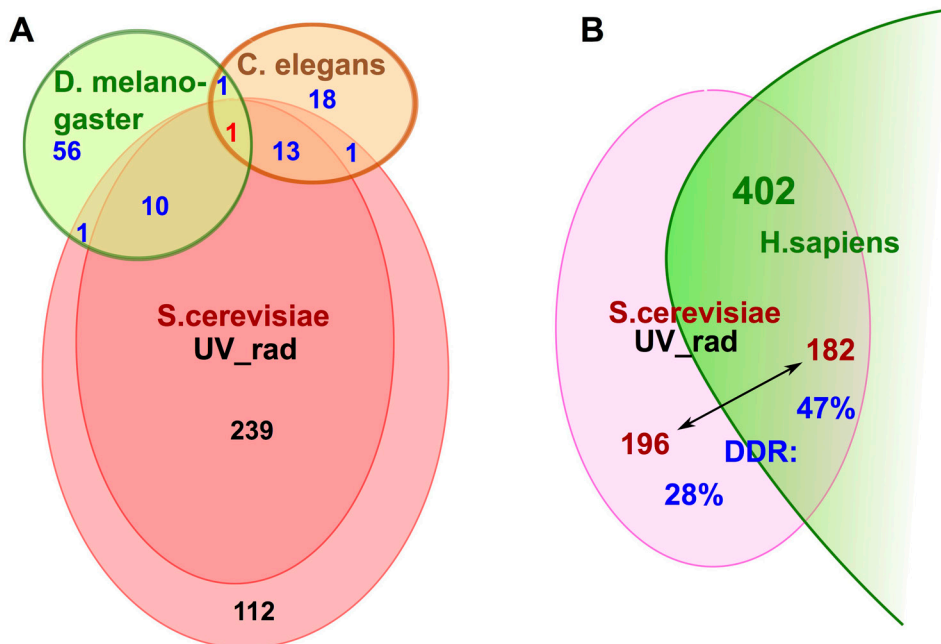 A
D. melano-
gaster
C. elegans
1
18
1
56
13
1
10
1
S.cerevisiae
UV_rad
239
112
B
402
H.sapiens
S.cerevisiae
UV_rad
182
47%
196
DDR:
28%